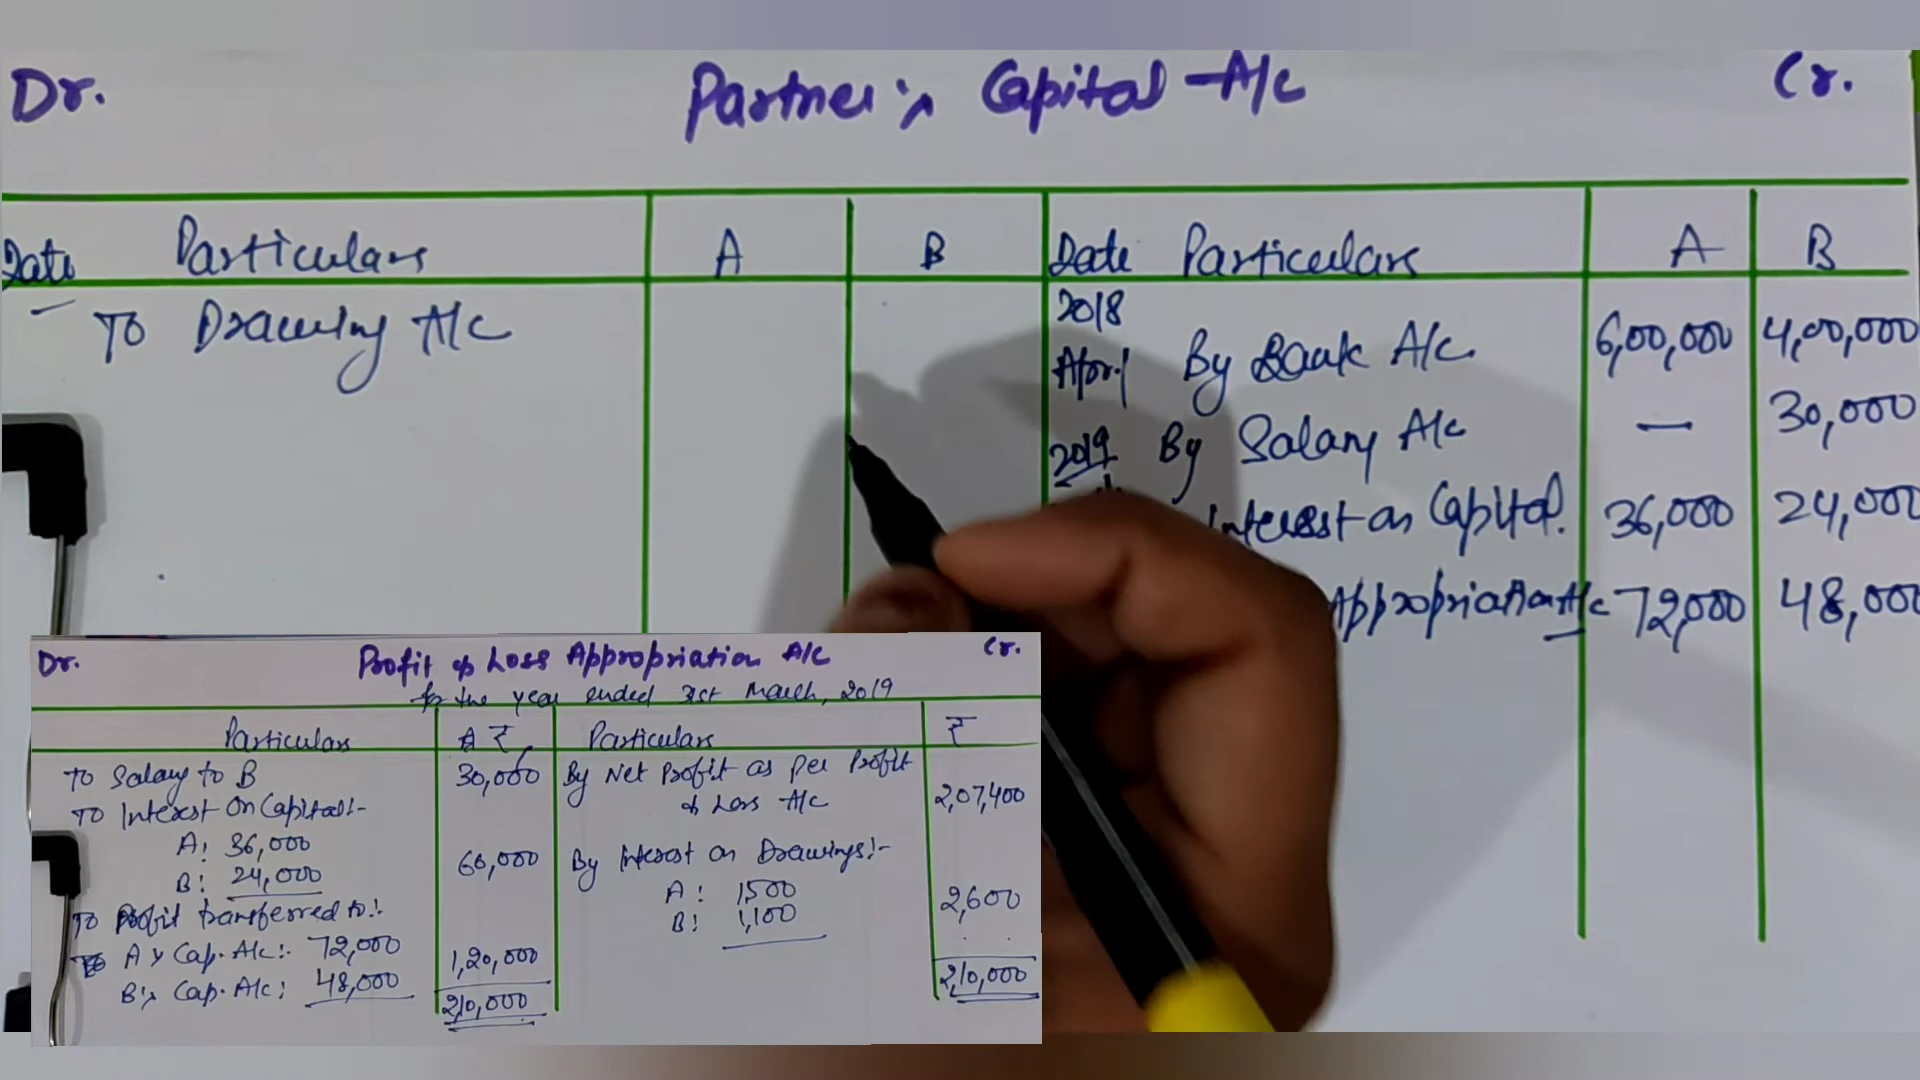 Dr. Partner's Capital A/c Cr.
Date Particulars A B Date Particulars A B
To Drawing A/c
2018
Apr.1 By Bank A/c 6,00,000 4,00,000
2019 By Salary A/c — 30,000
Interest on Capital. 36,000 24,000
Appropriation A/c 72,000 48,000
Dr. Profit & Loss Appropriation A/c Cr.
for the year ended 31st March, 2019
Particulars ₹ Particulars ₹
To Salary to B 30,000 By Net Profit as per Profit
& Loss A/c 2,07,400
To Interest on Capital:-
A: 36,000
B: 24,000 60,000 By Interest on Drawings:-
A: 1,500
B: 1,100 2,600
To Profit transferred to:
A's Cap. A/c:- 72,000
B's Cap. A/c: 48,000 1,20,000
2,10,000 2,10,000